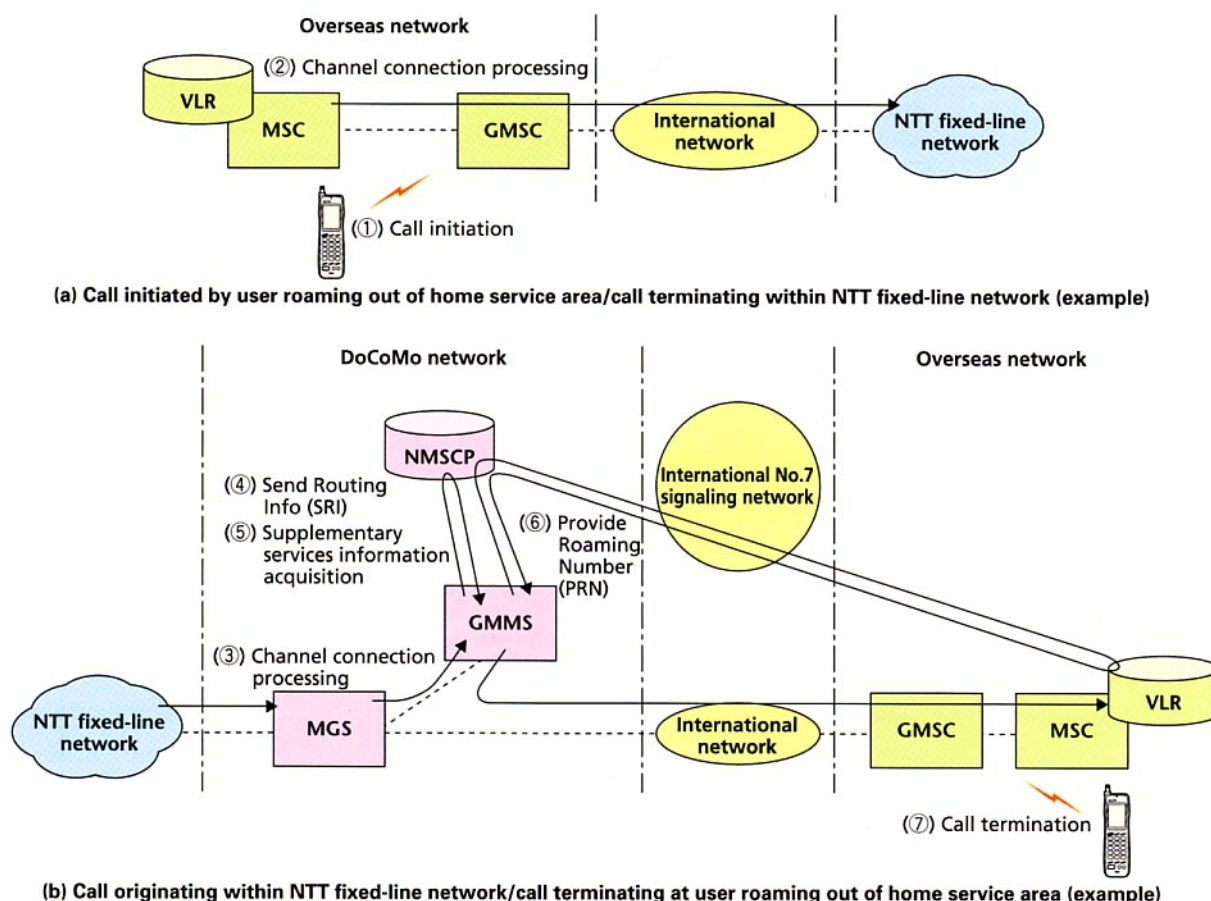 Overseas network
(②) Channel connection processing
VLR
MSC
GMSC
International
network
NTT fixed-line
network
(①) Call initiation
(a) Call initiated by user roaming out of home service area/call terminating within NTT fixed-line network (example)
DoCoMo network
Overseas network
NMSCP
International No.7
signaling network
(④) Send Routing
Info (SRI)
(⑤) Supplementary
services information
acquisition
(⑥) Provide
Roaming
Number
(PRN)
GMMS
(③) Channel connection
processing
NTT fixed-line
network
MGS
International
network
GMSC
MSC
VLR
(⑦) Call termination
(b) Call originating within NTT fixed-line network/call terminating at user roaming out of home service area (example)